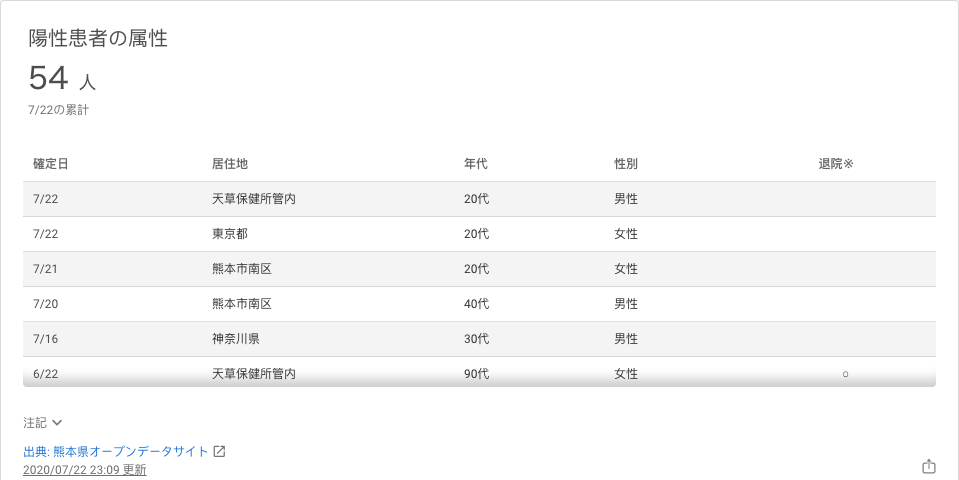 陽性患者の属性
54 人
7/22の累計
確定日 居住地 年代 性別 退院※
7/22 天草保健所管内 20代 男性
7/22 東京都 20代 女性
7/21 熊本市南区 20代 女性
7/20 熊本市南区 40代 男性
7/16 神奈川県 30代 男性
6/22 天草保健所管内 90代 女性 ○
注記
出典: 熊本県オープンデータサイト
2020/07/22 23:09 更新